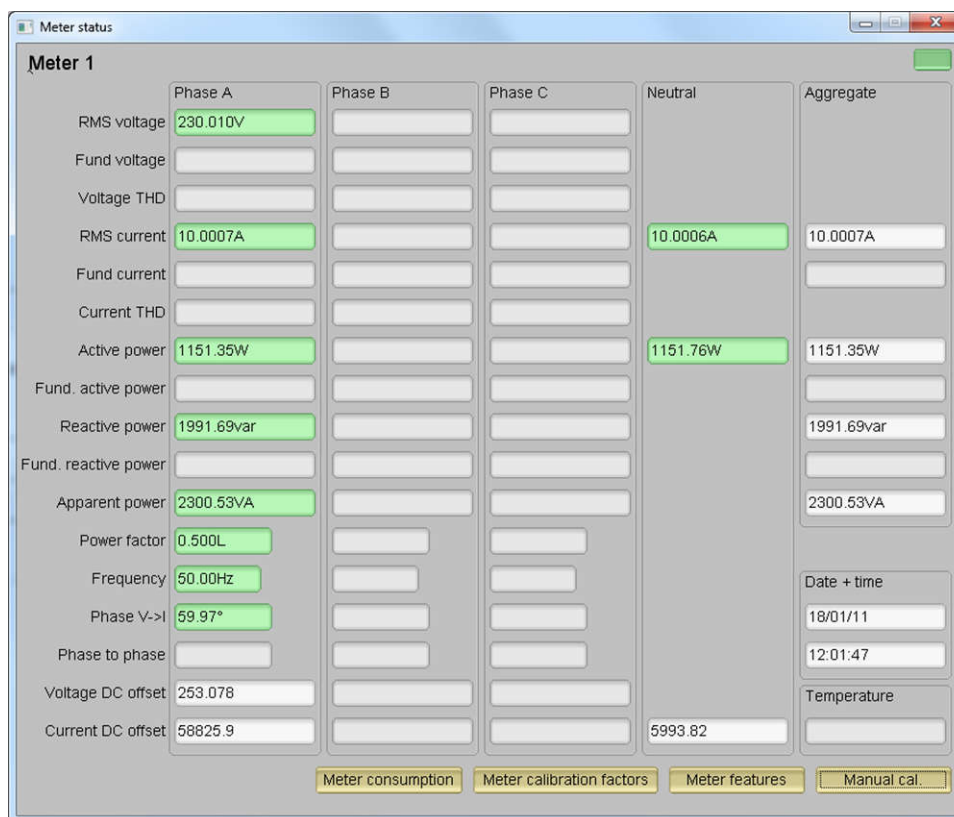 Meter status
Meter 1
Phase A Phase B Phase C Neutral Aggregate
RMS voltage 230.010V
Fund voltage
Voltage THD
RMS current 10.0007A 10.0006A 10.0007A
Fund current
Current THD
Active power 1151.35W 1151.76W 1151.35W
Fund. active power
Reactive power 1991.69var 1991.69var
Fund. reactive power
Apparent power 2300.53VA 2300.53VA
Power factor 0.500L
Frequency 50.00Hz Date + time
Phase V->I 59.97° 18/01/11
Phase to phase 12:01:47
Voltage DC offset 253.078 Temperature
Current DC offset 58825.9 5993.82
Meter consumption Meter calibration factors Meter features Manual cal.